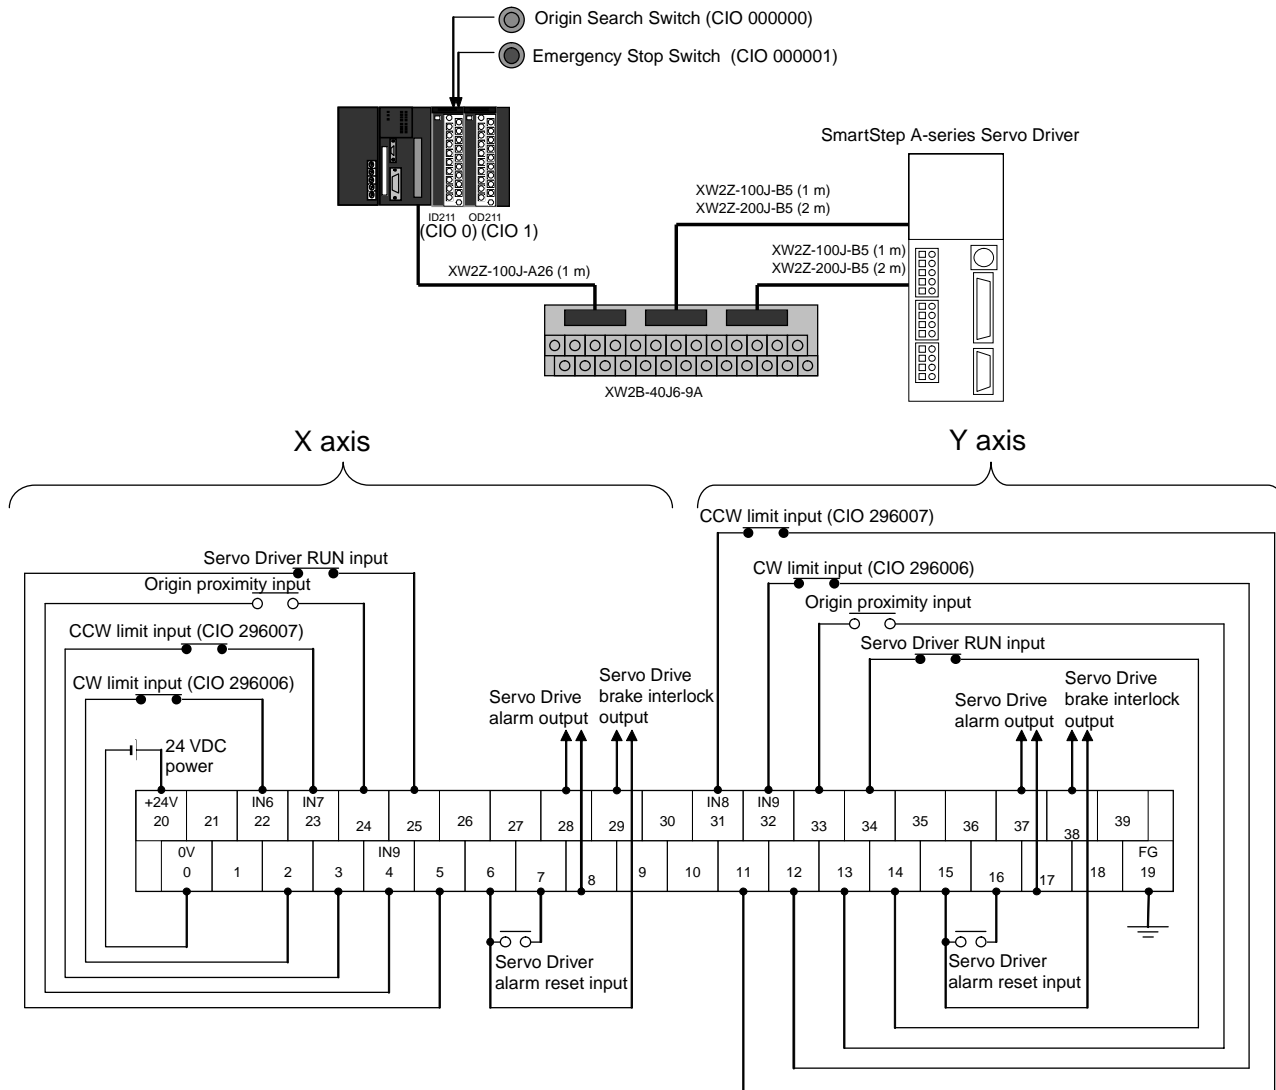 Origin Search Switch (CIO 000000)
Emergency Stop Switch (CIO 000001)
SmartStep A-series Servo Driver
ID211 OD211
(CIO 0) (CIO 1)
XW2Z-100J-B5 (1 m)
XW2Z-200J-B5 (2 m)
XW2Z-100J-B5 (1 m)
XW2Z-200J-B5 (2 m)
XW2Z-100J-A26 (1 m)
XW2B-40J6-9A
X axis
Y axis
CCW limit input (CIO 296007)
Servo Driver RUN input
CW limit input (CIO 296006)
Origin proximity input
Origin proximity input
CCW limit input (CIO 296007)
Servo Driver RUN input
CW limit input (CIO 296006)
Servo Drive
alarm output
Servo Drive
brake interlock
output
Servo Drive
alarm output
Servo Drive
brake interlock
output
24 VDC
power
+24V IN6 IN7 IN8 IN9
20 21 22 23 24 25 26 27 28 29 30 31 32 33 34 35 36 37 38 39
0V IN9 FG
0 1 2 3 4 5 6 7 8 9 10 11 12 13 14 15 16 17 18 19
Servo Driver
alarm reset input
Servo Driver
alarm reset input